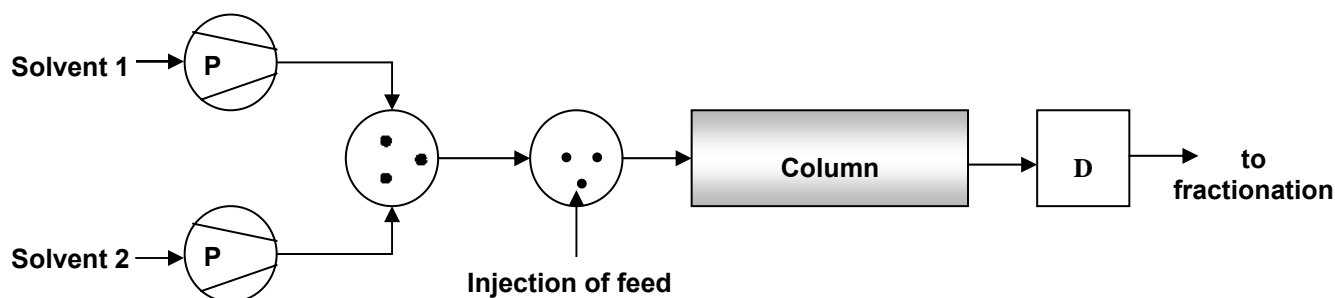 Solvent 1
P
Solvent 2
P
Injection of feed
Column
D
to
fractionation